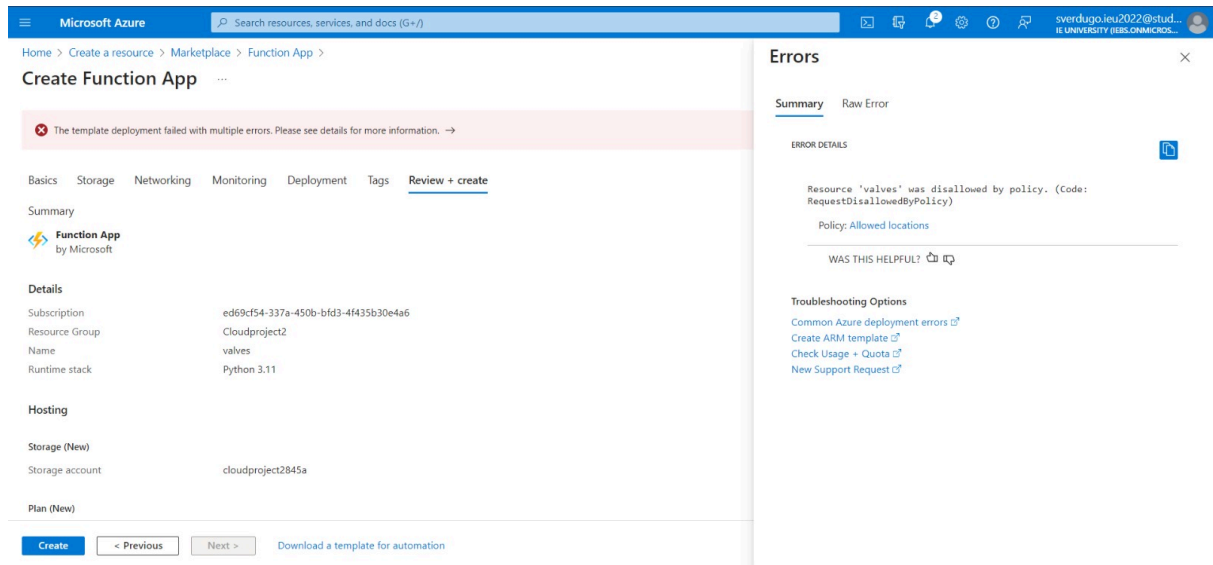 Microsoft Azure
Search resources, services, and docs (G+/)
2
sverdugo.ieu2022@stud...
IE UNIVERSITY (IEBS.ONMICROS...
Home > Create a resource > Marketplace > Function App >
Create Function App ...
The template deployment failed with multiple errors. Please see details for more information. →
Basics Storage Networking Monitoring Deployment Tags Review + create
Summary
Function App
by Microsoft
Details
Subscription ed69cf54-337a-450b-bfd3-4f435b30e4a6
Resource Group Cloudproject2
Name valves
Runtime stack Python 3.11
Hosting
Storage (New)
Storage account cloudproject2845a
Plan (New)
Create < Previous Next > Download a template for automation
Errors
Summary Raw Error
ERROR DETAILS
Resource 'valves' was disallowed by policy. (Code:
RequestDisallowedByPolicy)
Policy: Allowed locations
WAS THIS HELPFUL?
Troubleshooting Options
Common Azure deployment errors
Create ARM template
Check Usage + Quota
New Support Request